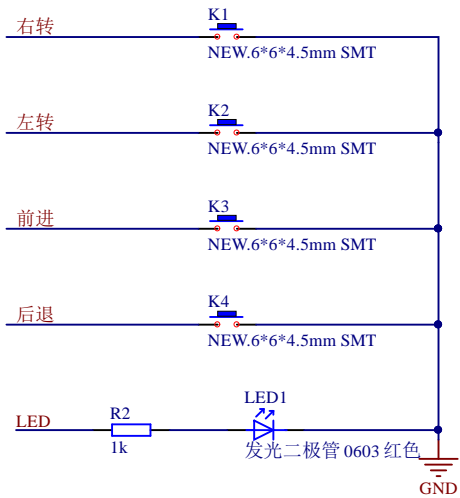 右转
K1
NEW.6*6*4.5mm SMT
左转
K2
NEW.6*6*4.5mm SMT
前进
K3
NEW.6*6*4.5mm SMT
后退
K4
NEW.6*6*4.5mm SMT
LED
R2
1k
LED1
发光二极管 0603 红色
GND